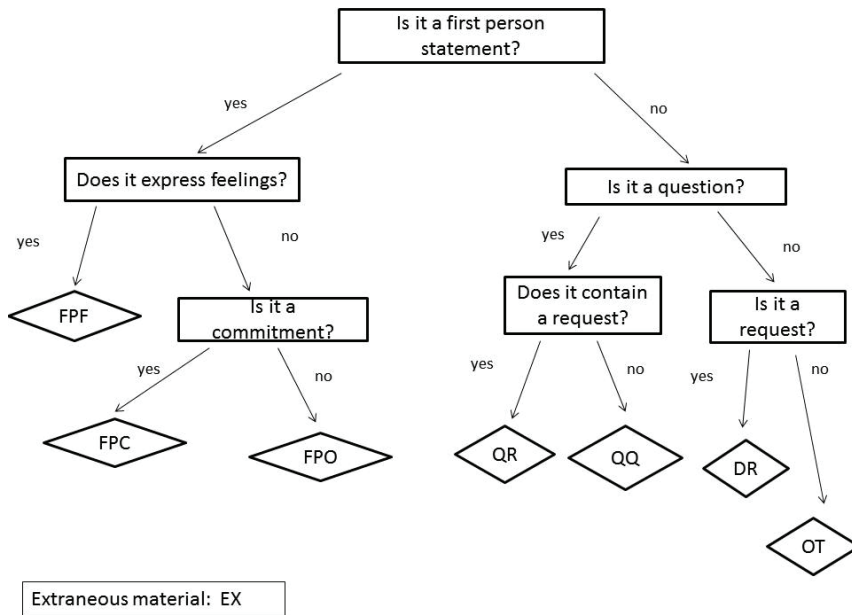 Is it a first person
statement?
yes
no
Does it express feelings?
Is it a question?
yes
no
yes
no
FPF
Is it a
commitment?
Does it contain
a request?
Is it a
request?
yes
no
yes
no
yes
no
FPC
FPO
QR
QQ
DR
OT
Extraneous material: EX